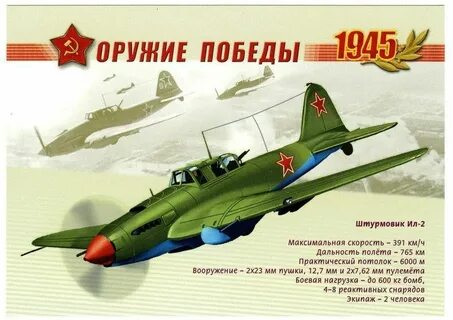 ОРУЖИЕ ПОБЕДЫ
1945
Штурмовик Ил-2
Максимальная скорость – 391 км/ч
Дальность полёта – 765 км
Практический потолок – 6000 м
Вооружение – 2х23 мм пушки, 12,7 мм и 2х7,62 мм пулемёта
Боевая нагрузка – до 600 кг бомб,
4–8 реактивных снарядов
Экипаж – 2 человека